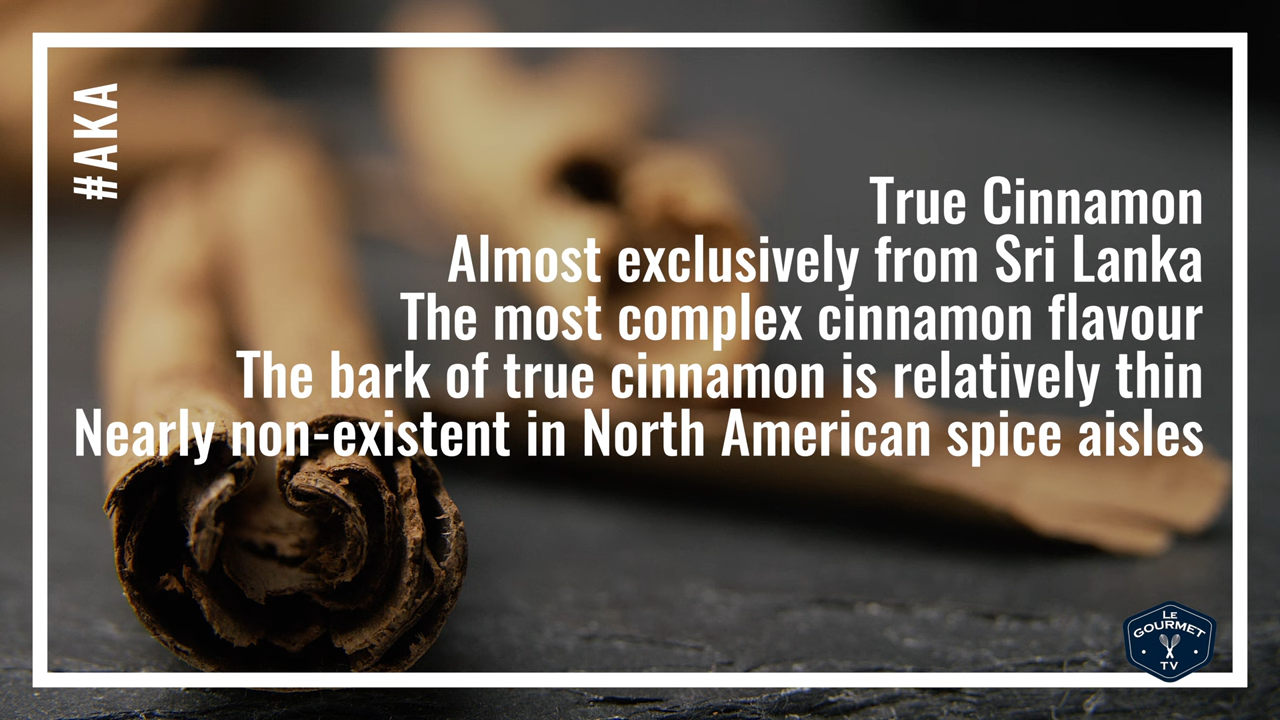 #AKA
True Cinnamon
Almost exclusively from Sri Lanka
The most complex cinnamon flavour
The bark of true cinnamon is relatively thin
Nearly non-existent in North American spice aisles
LE
GOURMET
TV